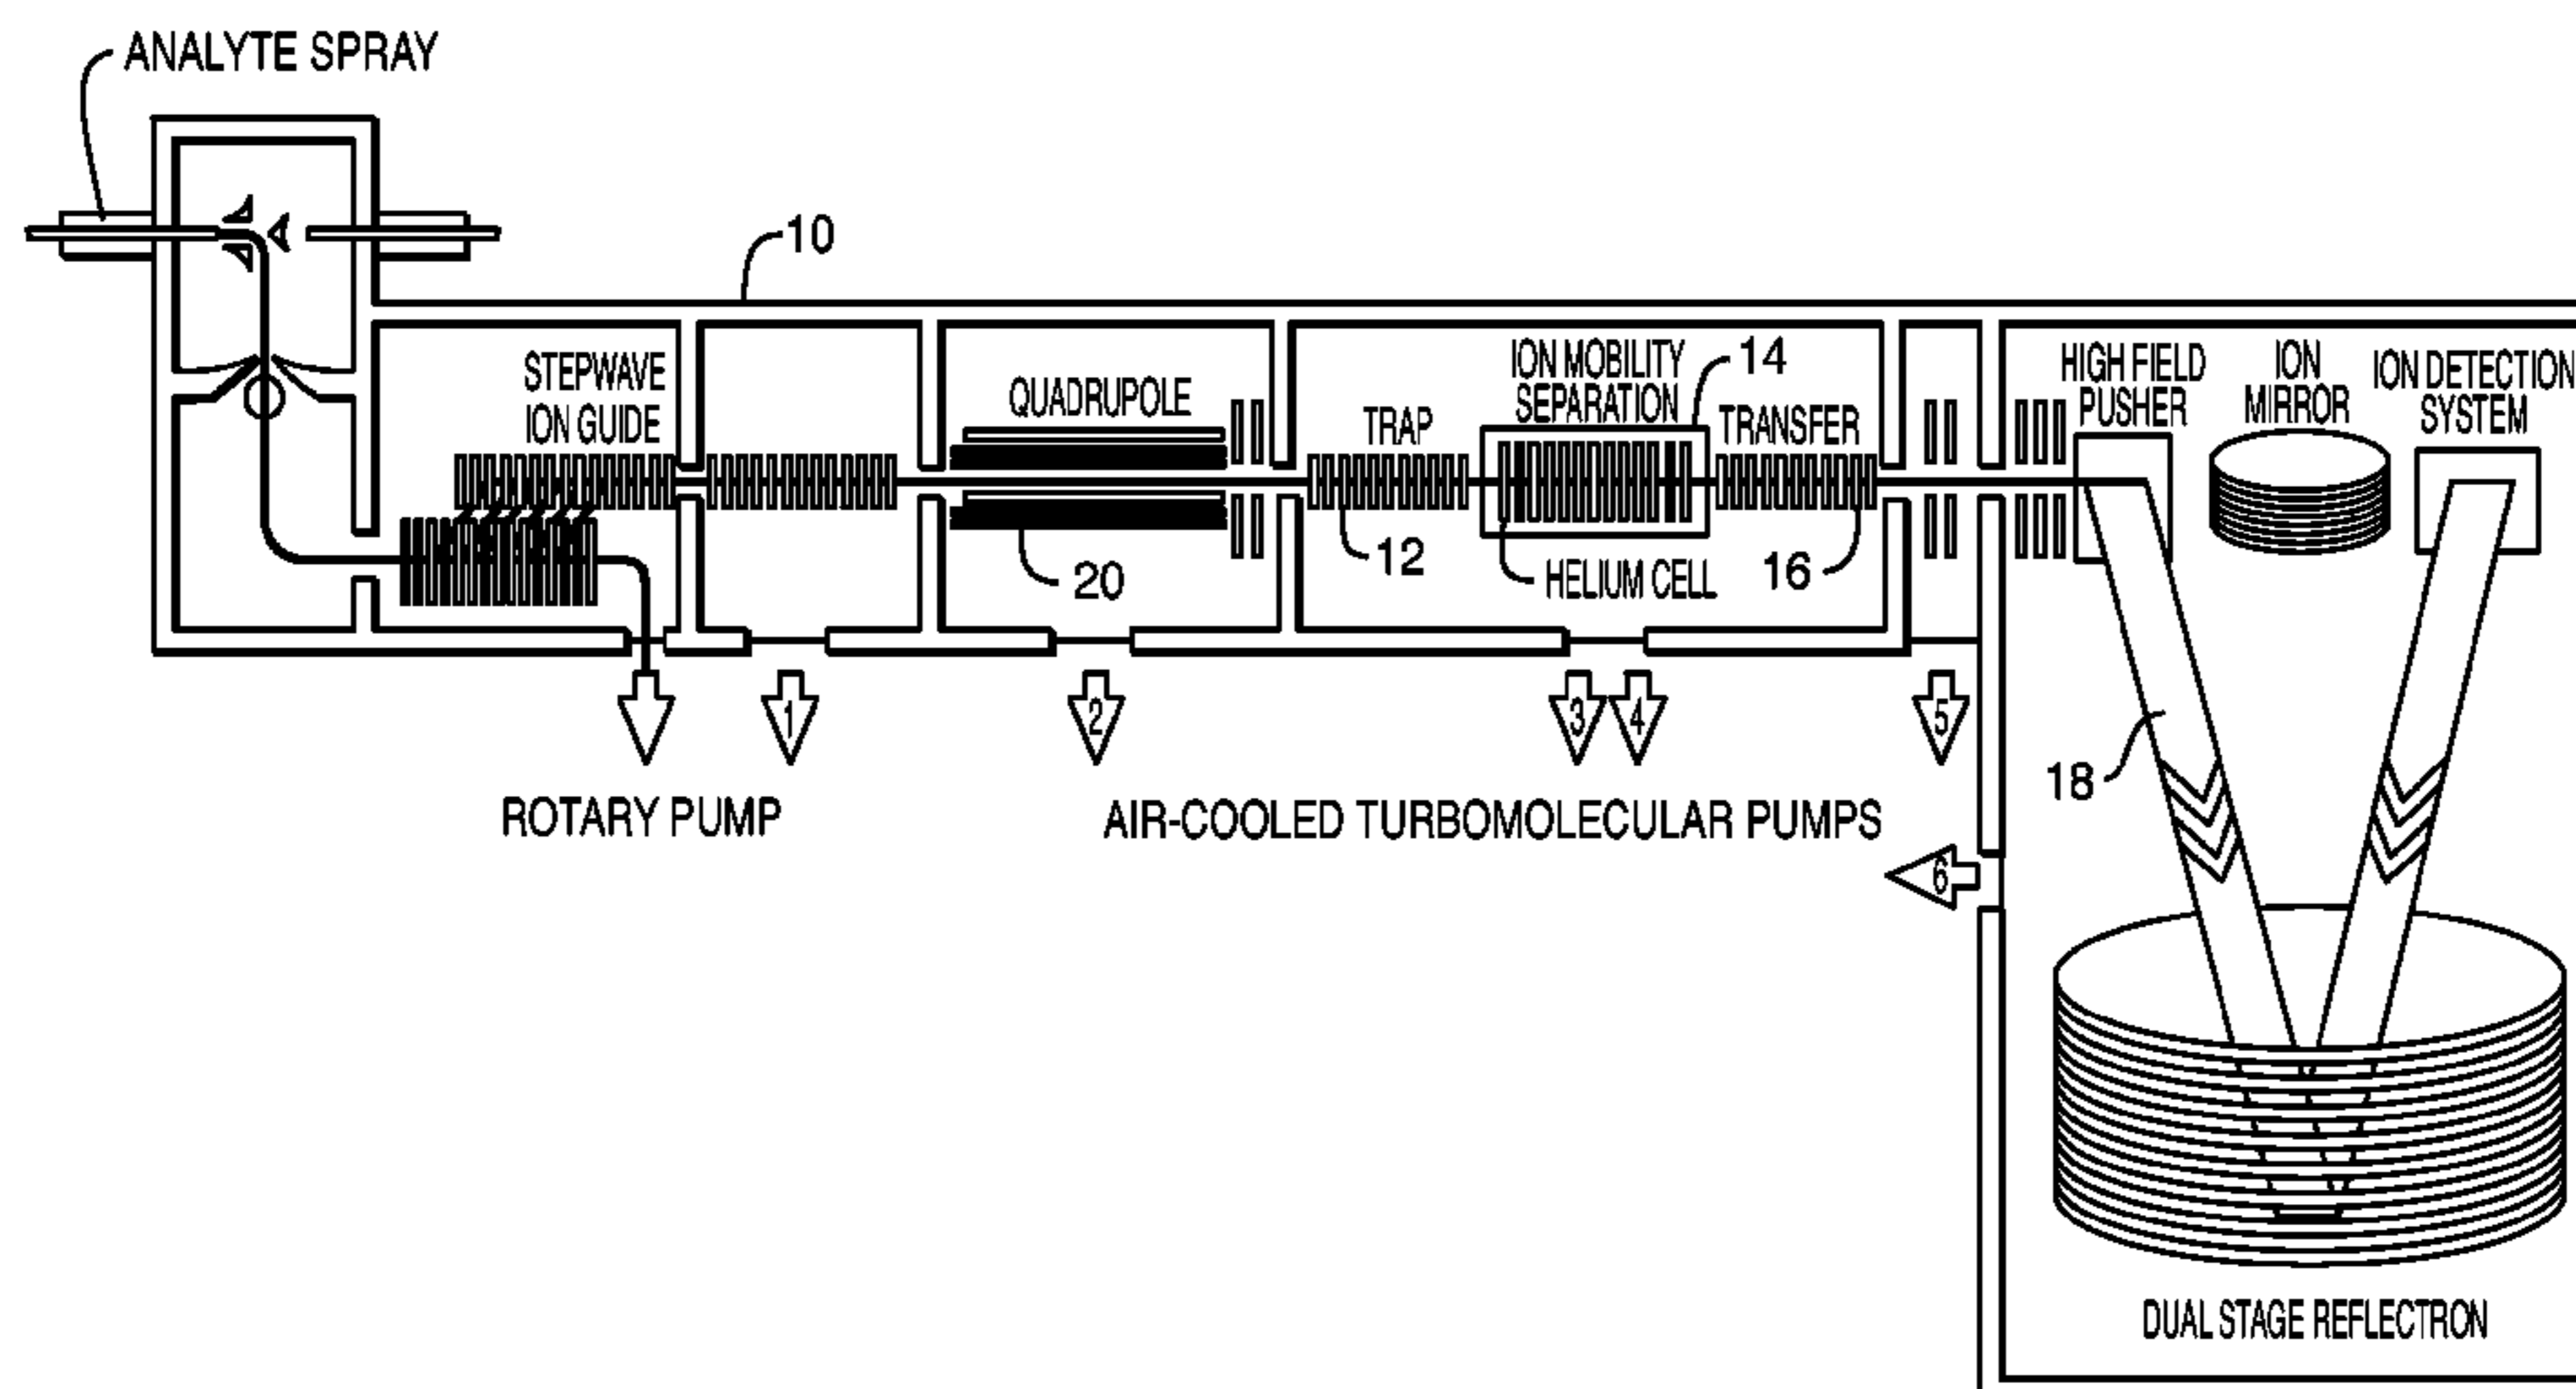 ANALYTE SPRAY
10
STEPWAVE
ION GUIDE
QUADRUPOLE
20
TRAP
12
ION MOBILITY
SEPARATION
14
HELIUM CELL
TRANSFER
16
HIGH FIELD
PUSHER
ION
MIRROR
ION DETECTION
SYSTEM
18
1
2
3
4
5
6
ROTARY PUMP
AIR-COOLED TURBOMOLECULAR PUMPS
DUAL STAGE REFLECTRON